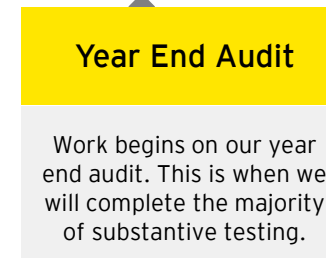 Year End Audit
Work begins on our year
end audit. This is when we
will complete the majority
of substantive testing.